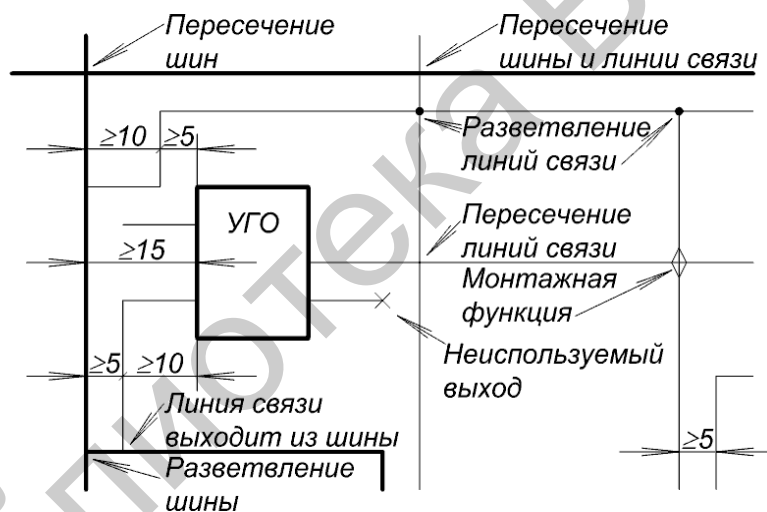 Пересечение
шин
Пересечение
шины и линии связи
≥10
≥5
Разветвление
линий связи
УГО
≥15
Пересечение
линий связи
Монтажная
функция
Неиспользуемый
выход
≥5
≥10
Линия связи
выходит из шины
≥5
Разветвление
шины